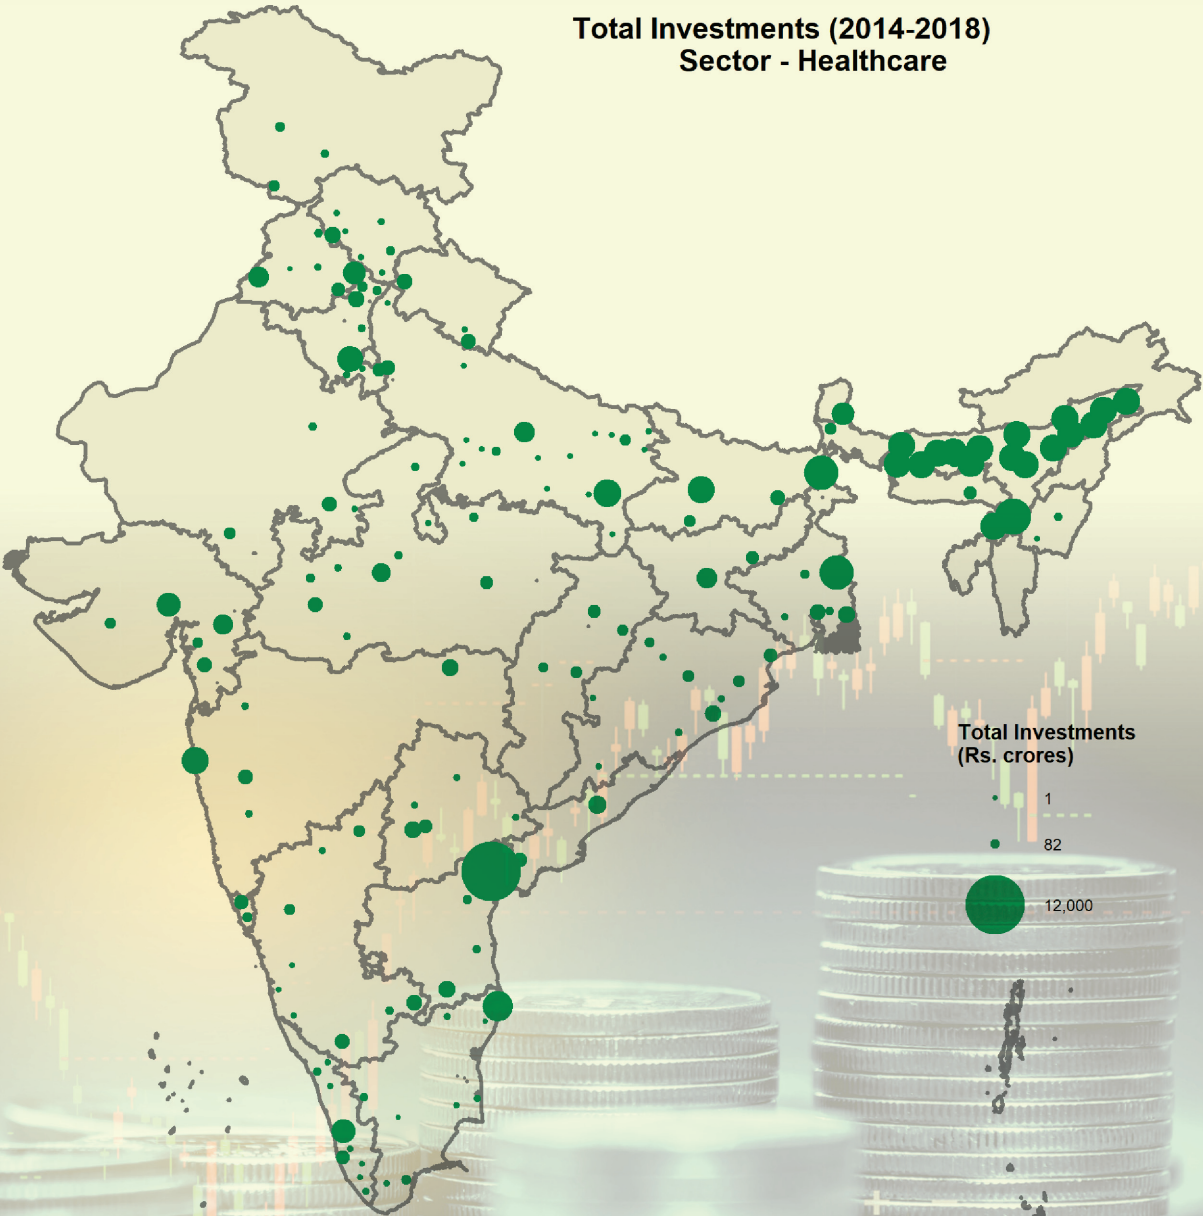 Total Investments (2014-2018)
Sector - Healthcare
Total Investments
(Rs. crores)
1
82
12,000